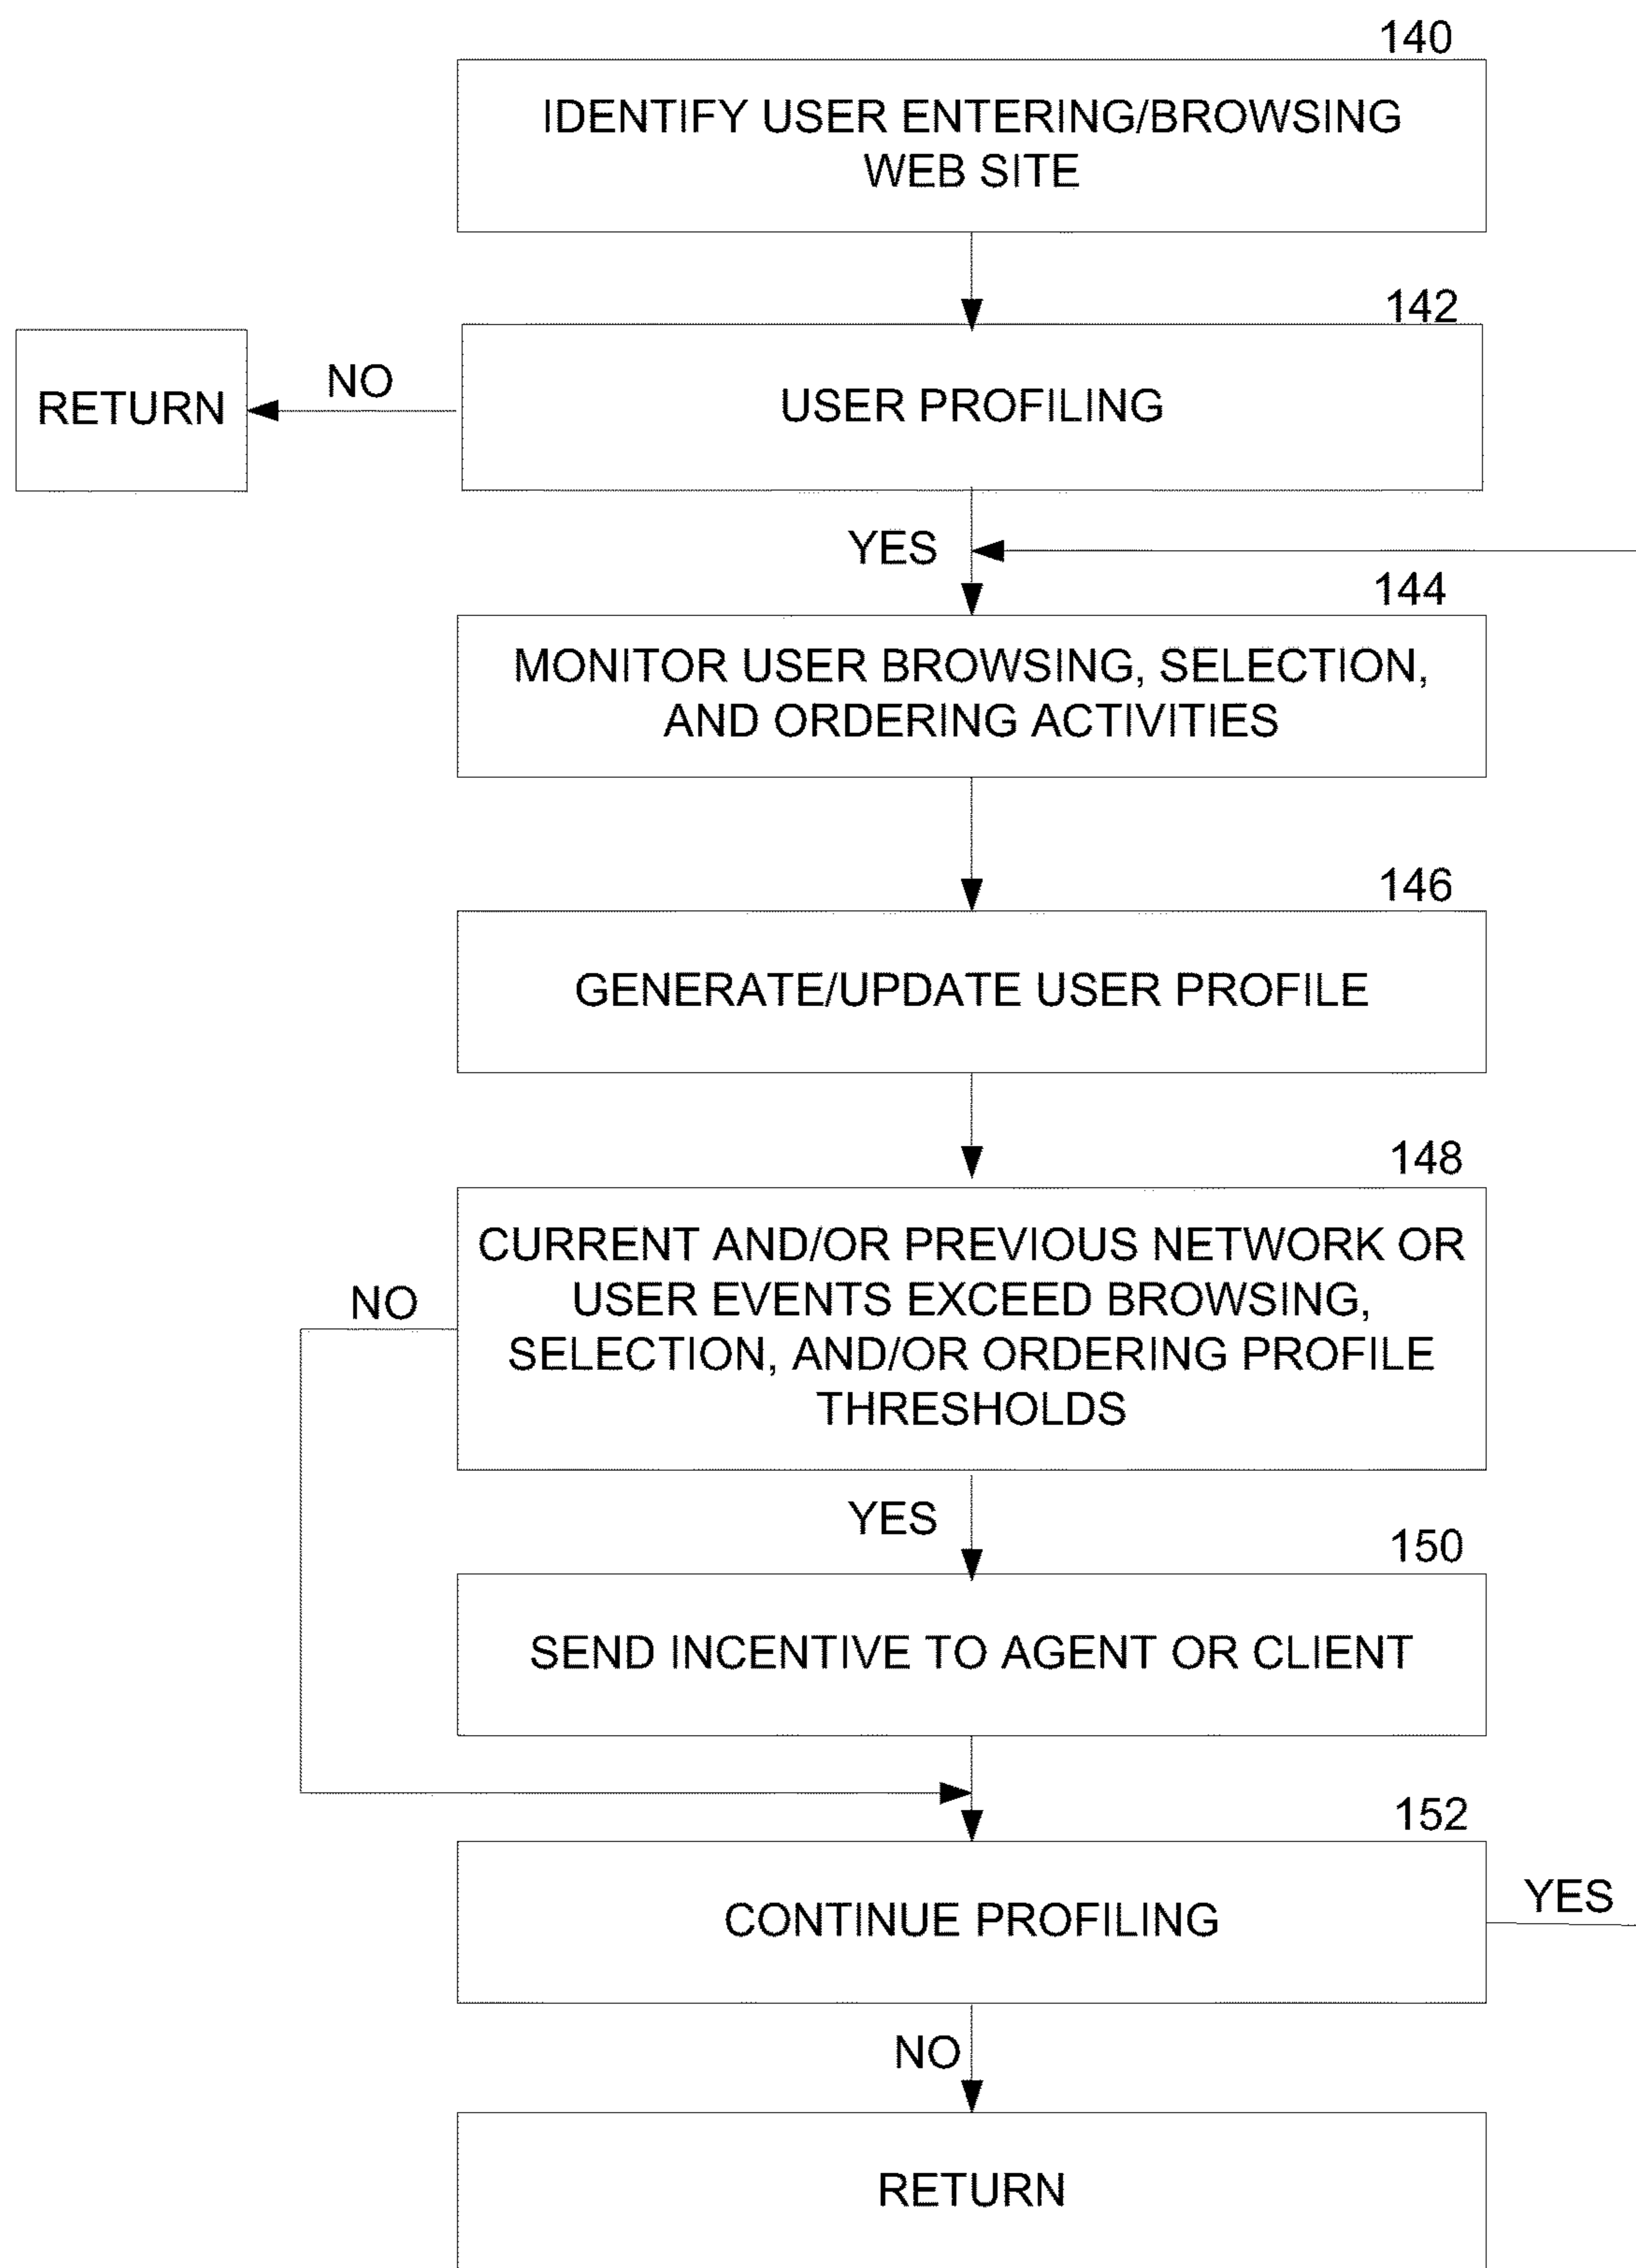 140
IDENTIFY USER ENTERING/BROWSING
WEB SITE
142
RETURN
NO
USER PROFILING
YES
144
MONITOR USER BROWSING, SELECTION,
AND ORDERING ACTIVITIES
146
GENERATE/UPDATE USER PROFILE
148
CURRENT AND/OR PREVIOUS NETWORK OR
USER EVENTS EXCEED BROWSING,
SELECTION, AND/OR ORDERING PROFILE
THRESHOLDS
NO
YES
150
SEND INCENTIVE TO AGENT OR CLIENT
152
CONTINUE PROFILING
YES
NO
RETURN